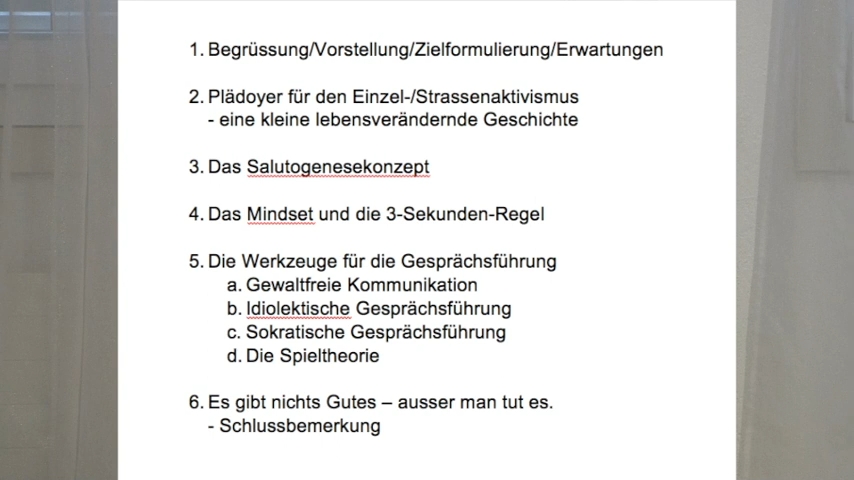 1. Begrüssung/Vorstellung/Zielformulierung/Erwartungen
2. Plädoyer für den Einzel-/Strassenaktivismus
- eine kleine lebensverändernde Geschichte
3. Das Salutogenesekonzept
4. Das Mindset und die 3-Sekunden-Regel
5. Die Werkzeuge für die Gesprächsführung
a. Gewaltfreie Kommunikation
b. Idiolektische Gesprächsführung
c. Sokratische Gesprächsführung
d. Die Spieltheorie
6. Es gibt nichts Gutes – ausser man tut es.
- Schlussbemerkung